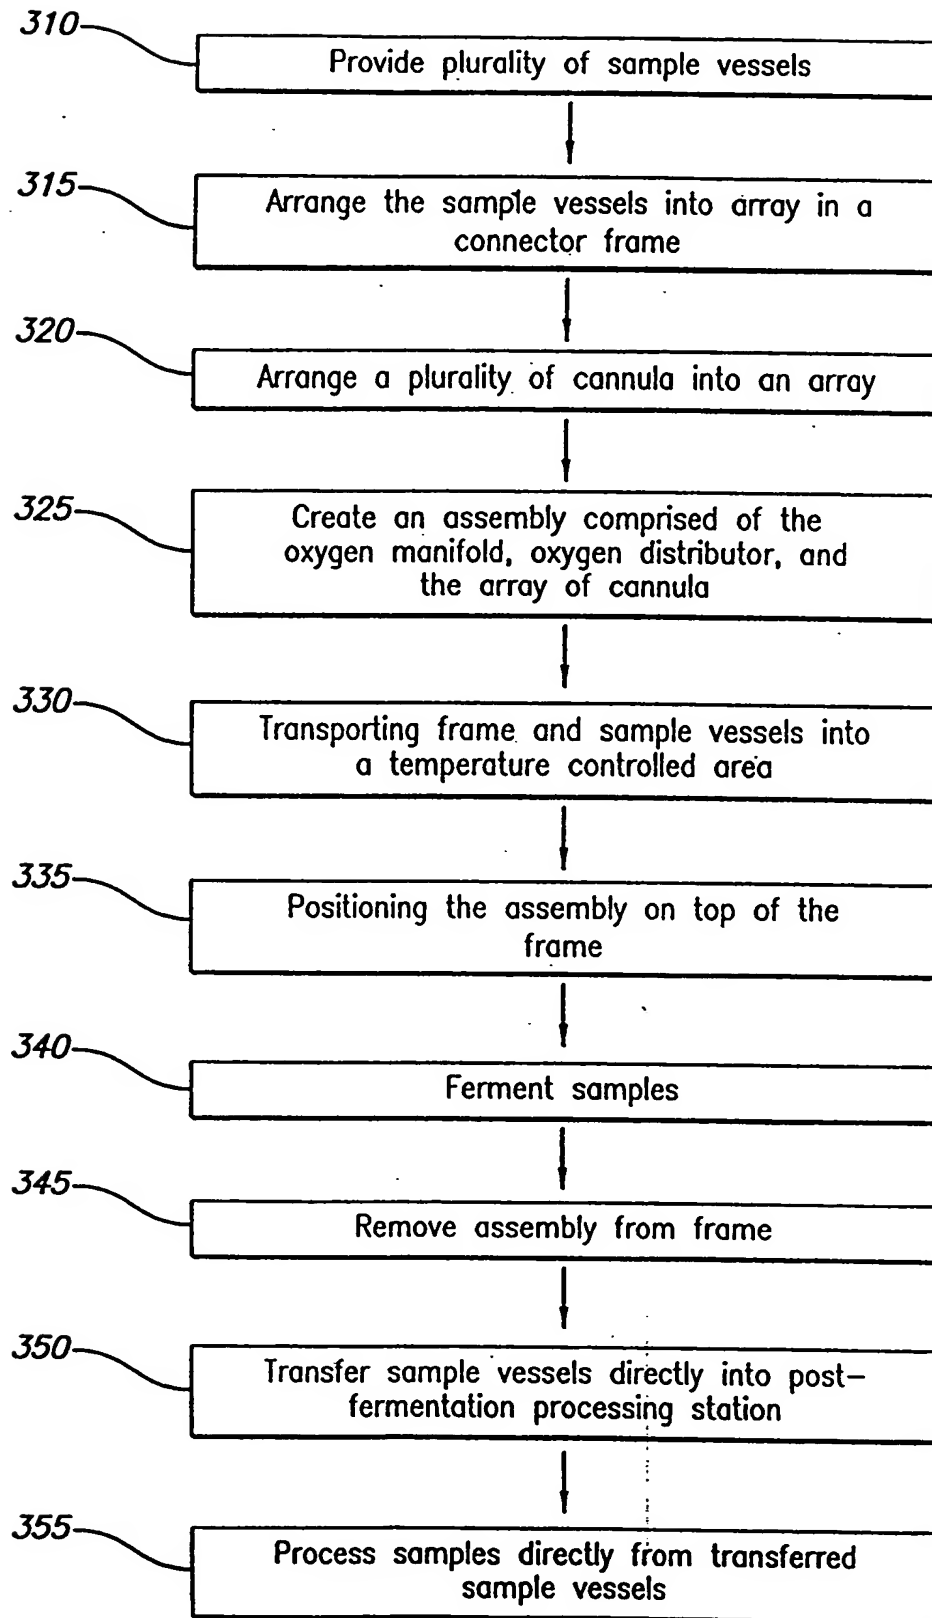 310
Provide plurality of sample vessels
315
Arrange the sample vessels into array in a
connector frame
320
Arrange a plurality of cannula into an array
325
Create an assembly comprised of the
oxygen manifold, oxygen distributor, and
the array of cannula
330
Transporting frame and sample vessels into
a temperature controlled area
335
Positioning the assembly on top of the
frame
340
Ferment samples
345
Remove assembly from frame
350
Transfer sample vessels directly into post-
fermentation processing station
355
Process samples directly from transferred
sample vessels